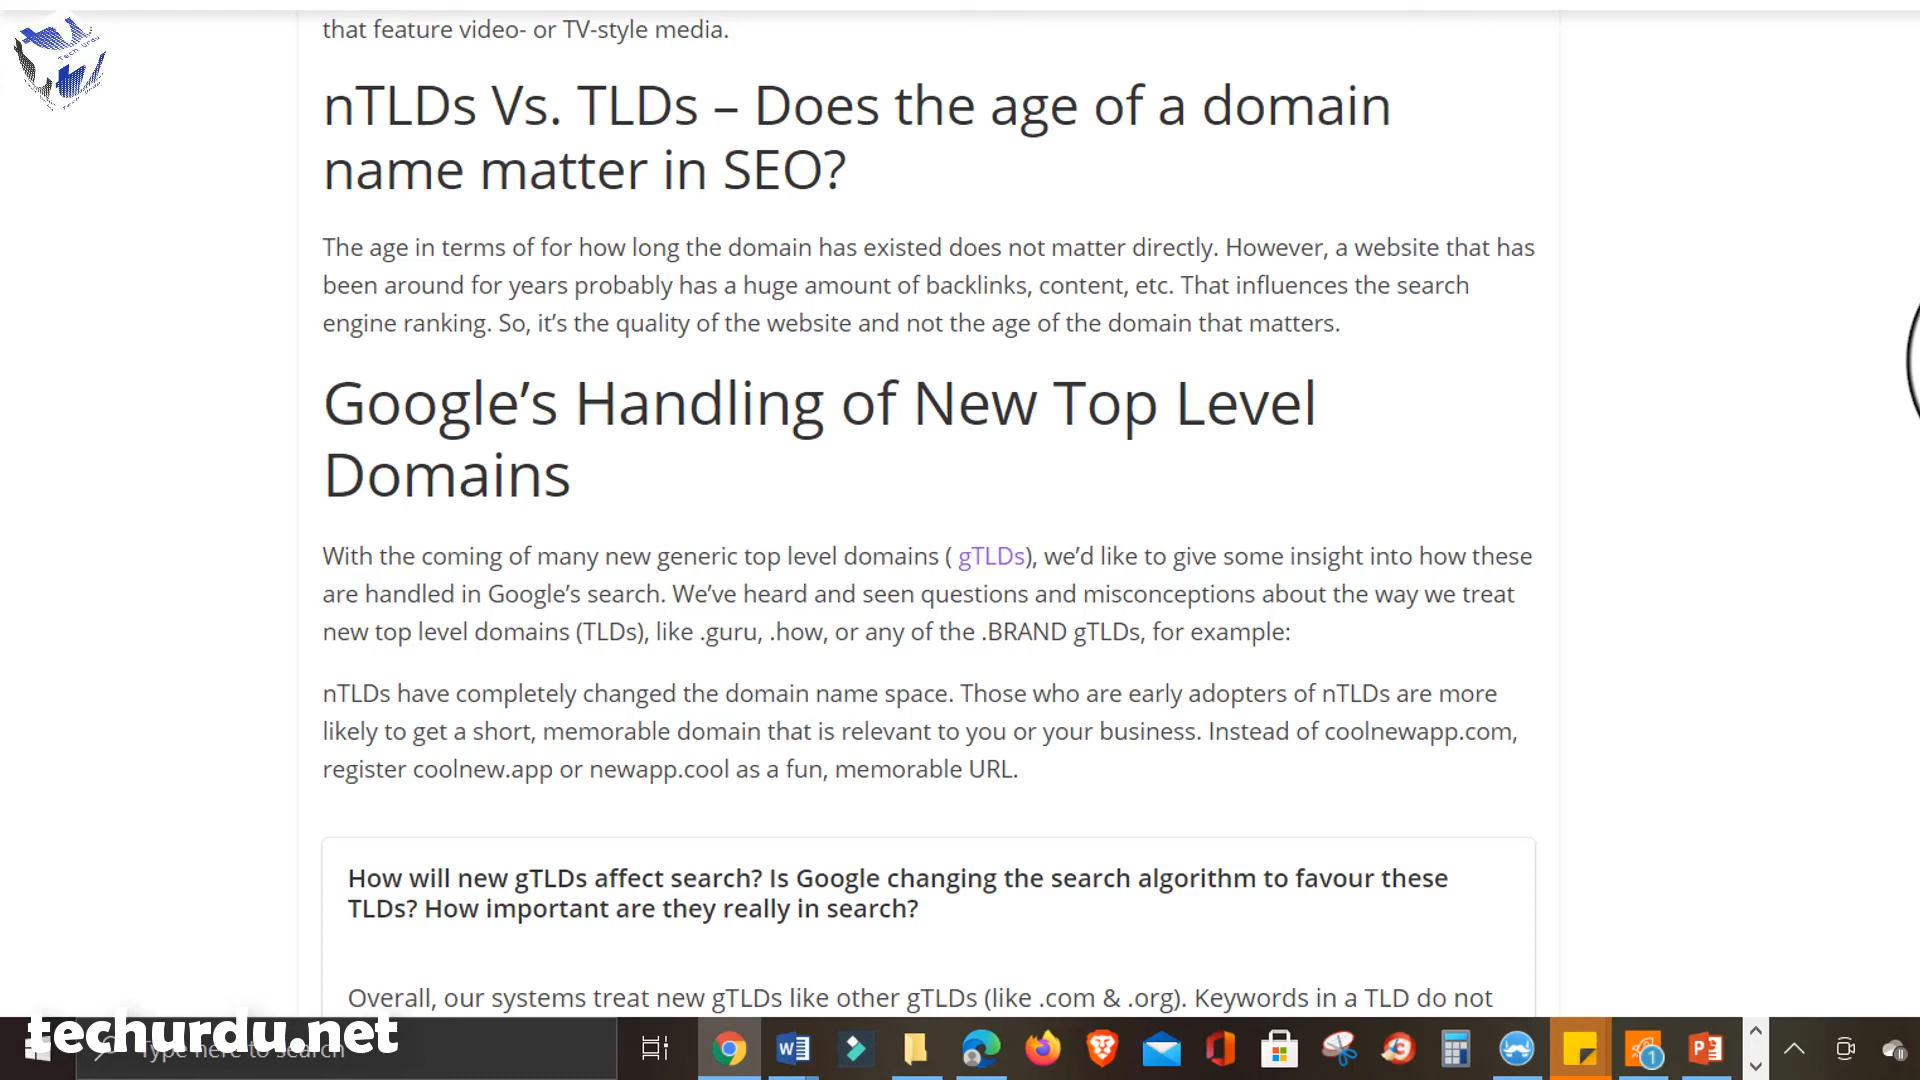 that feature video- or TV-style media.
Tech Urdu
nTLDs Vs. TLDs – Does the age of a domain
name matter in SEO?
The age in terms of for how long the domain has existed does not matter directly. However, a website that has
been around for years probably has a huge amount of backlinks, content, etc. That influences the search
engine ranking. So, it’s the quality of the website and not the age of the domain that matters.
Google’s Handling of New Top Level
Domains
With the coming of many new generic top level domains ( gTLDs), we’d like to give some insight into how these
are handled in Google’s search. We’ve heard and seen questions and misconceptions about the way we treat
new top level domains (TLDs), like .guru, .how, or any of the .BRAND gTLDs, for example:
nTLDs have completely changed the domain name space. Those who are early adopters of nTLDs are more
likely to get a short, memorable domain that is relevant to you or your business. Instead of coolnewapp.com,
register coolnew.app or newapp.cool as a fun, memorable URL.
How will new gTLDs affect search? Is Google changing the search algorithm to favour these
TLDs? How important are they really in search?
Overall, our systems treat new gTLDs like other gTLDs (like .com & .org). Keywords in a TLD do not
techurdu.net
Type here to search
1